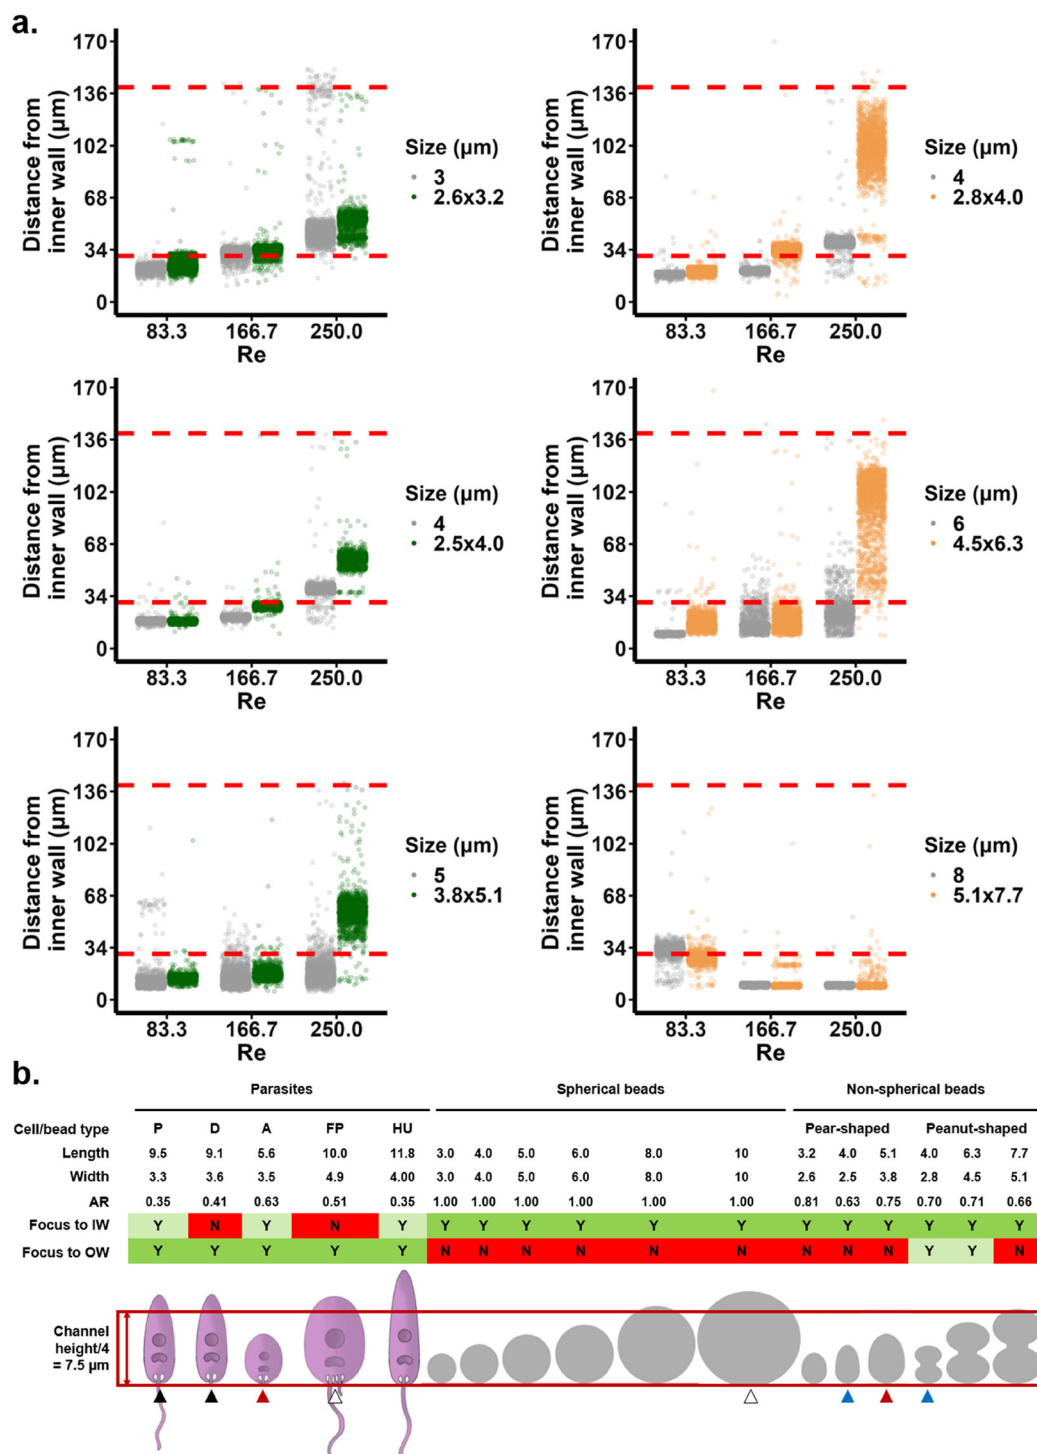 a.
Distance from
inner wall (µm)
170
136
102
68
34
0
83.3 166.7 250.0
Re
Size (µm)
3
2.6x3.2
Distance from
inner wall (µm)
170
136
102
68
34
0
83.3 166.7 250.0
Re
Size (µm)
4
2.8x4.0
Distance from
inner wall (µm)
170
136
102
68
34
0
83.3 166.7 250.0
Re
Size (µm)
4
2.5x4.0
Distance from
inner wall (µm)
170
136
102
68
34
0
83.3 166.7 250.0
Re
Size (µm)
6
4.5x6.3
Distance from
inner wall (µm)
170
136
102
68
34
0
83.3 166.7 250.0
Re
Size (µm)
5
3.8x5.1
Distance from
inner wall (µm)
170
136
102
68
34
0
83.3 166.7 250.0
Re
Size (µm)
8
5.1x7.7
b.
Parasites Spherical beads Non-spherical beads
Cell/bead type P D A FP HU Pear-shaped Peanut-shaped
Length 9.5 9.1 5.6 10.0 11.8 3.0 4.0 5.0 6.0 8.0 10 3.2 4.0 5.1 4.0 6.3 7.7
Width 3.3 3.6 3.5 4.9 4.00 3.0 4.0 5.0 6.0 8.0 10 2.6 2.5 3.8 2.8 4.5 5.1
AR 0.35 0.41 0.63 0.51 0.35 1.00 1.00 1.00 1.00 1.00 1.00 0.81 0.63 0.75 0.70 0.71 0.66
Focus to IW Y N Y N Y Y Y Y Y Y Y Y Y Y Y Y Y
Focus to OW Y Y Y Y Y N N N N N N N N N Y Y N
Channel
height/4
= 7.5 µm